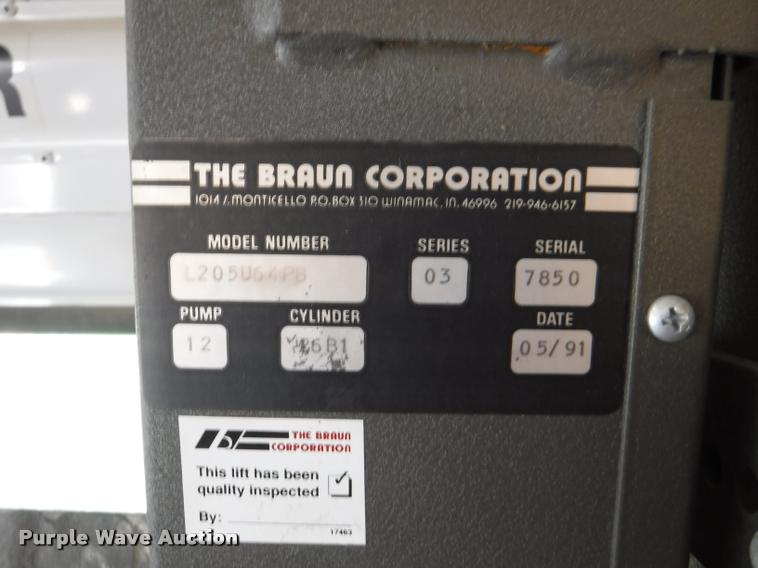 R
THE BRAUN CORPORATION
1014 S. MONTICELLO P.O. BOX 310 WINAMAC, IN. 46996 219-946-6157
MODEL NUMBER SERIES SERIAL
L205U64PB 03 7850
PUMP CYLINDER DATE
12 05/91
THE BRAUN
CORPORATION
This lift has been
quality inspected
By:
17463
Purple Wave Auction